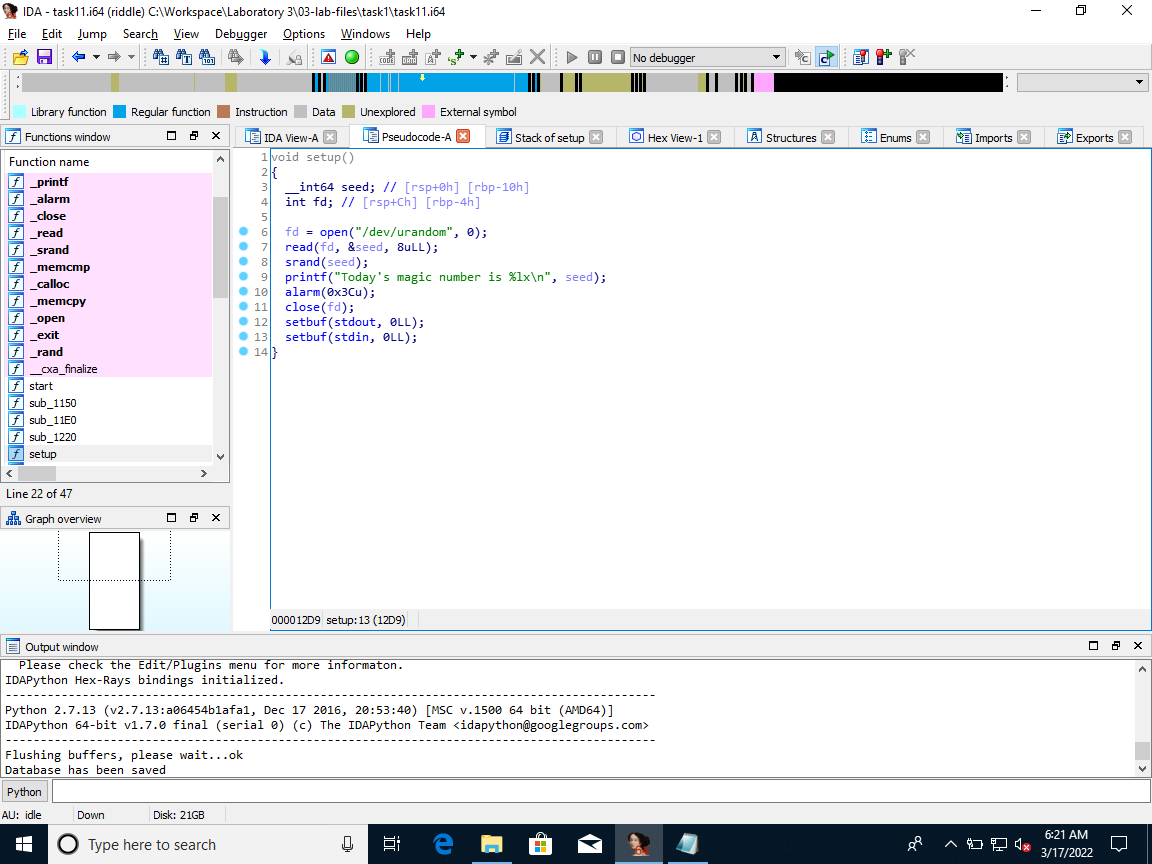 IDA - task11.i64 (riddle) C:\Workspace\Laboratory 3\03-lab-files\task1\task11.i64
File Edit Jump Search View Debugger Options Windows Help
No debugger
Library function Regular function Instruction Data Unexplored External symbol
Functions window
IDA View-A Pseudocode-A Stack of setup Hex View-1 Structures Enums Imports Exports
Function name
_printf
_alarm
_close
_read
_srand
_memcmp
_calloc
_memcpy
_open
_exit
_rand
__cxa_finalize
start
sub_1150
sub_11E0
sub_1220
setup
Line 22 of 47
Graph overview
1 void setup()
2 {
3 __int64 seed; // [rsp+0h] [rbp-10h]
4 int fd; // [rsp+Ch] [rbp-4h]
5
6 fd = open("/dev/urandom", 0);
7 read(fd, &seed, 8uLL);
8 srand(seed);
9 printf("Today's magic number is %lx\n", seed);
10 alarm(0x3Cu);
11 close(fd);
12 setbuf(stdout, 0LL);
13 setbuf(stdin, 0LL);
14 }
000012D9 setup:13 (12D9)
Output window
Please check the Edit/Plugins menu for more informaton.
IDAPython Hex-Rays bindings initialized.
---------------------------------------------------------------------------------------------
Python 2.7.13 (v2.7.13:a06454b1afa1, Dec 17 2016, 20:53:40) [MSC v.1500 64 bit (AMD64)]
IDAPython 64-bit v1.7.0 final (serial 0) (c) The IDAPython Team <idapython@googlegroups.com>
---------------------------------------------------------------------------------------------
Flushing buffers, please wait...ok
Database has been saved
Python
AU: idle Down Disk: 21GB
Type here to search
6:21 AM
3/17/2022